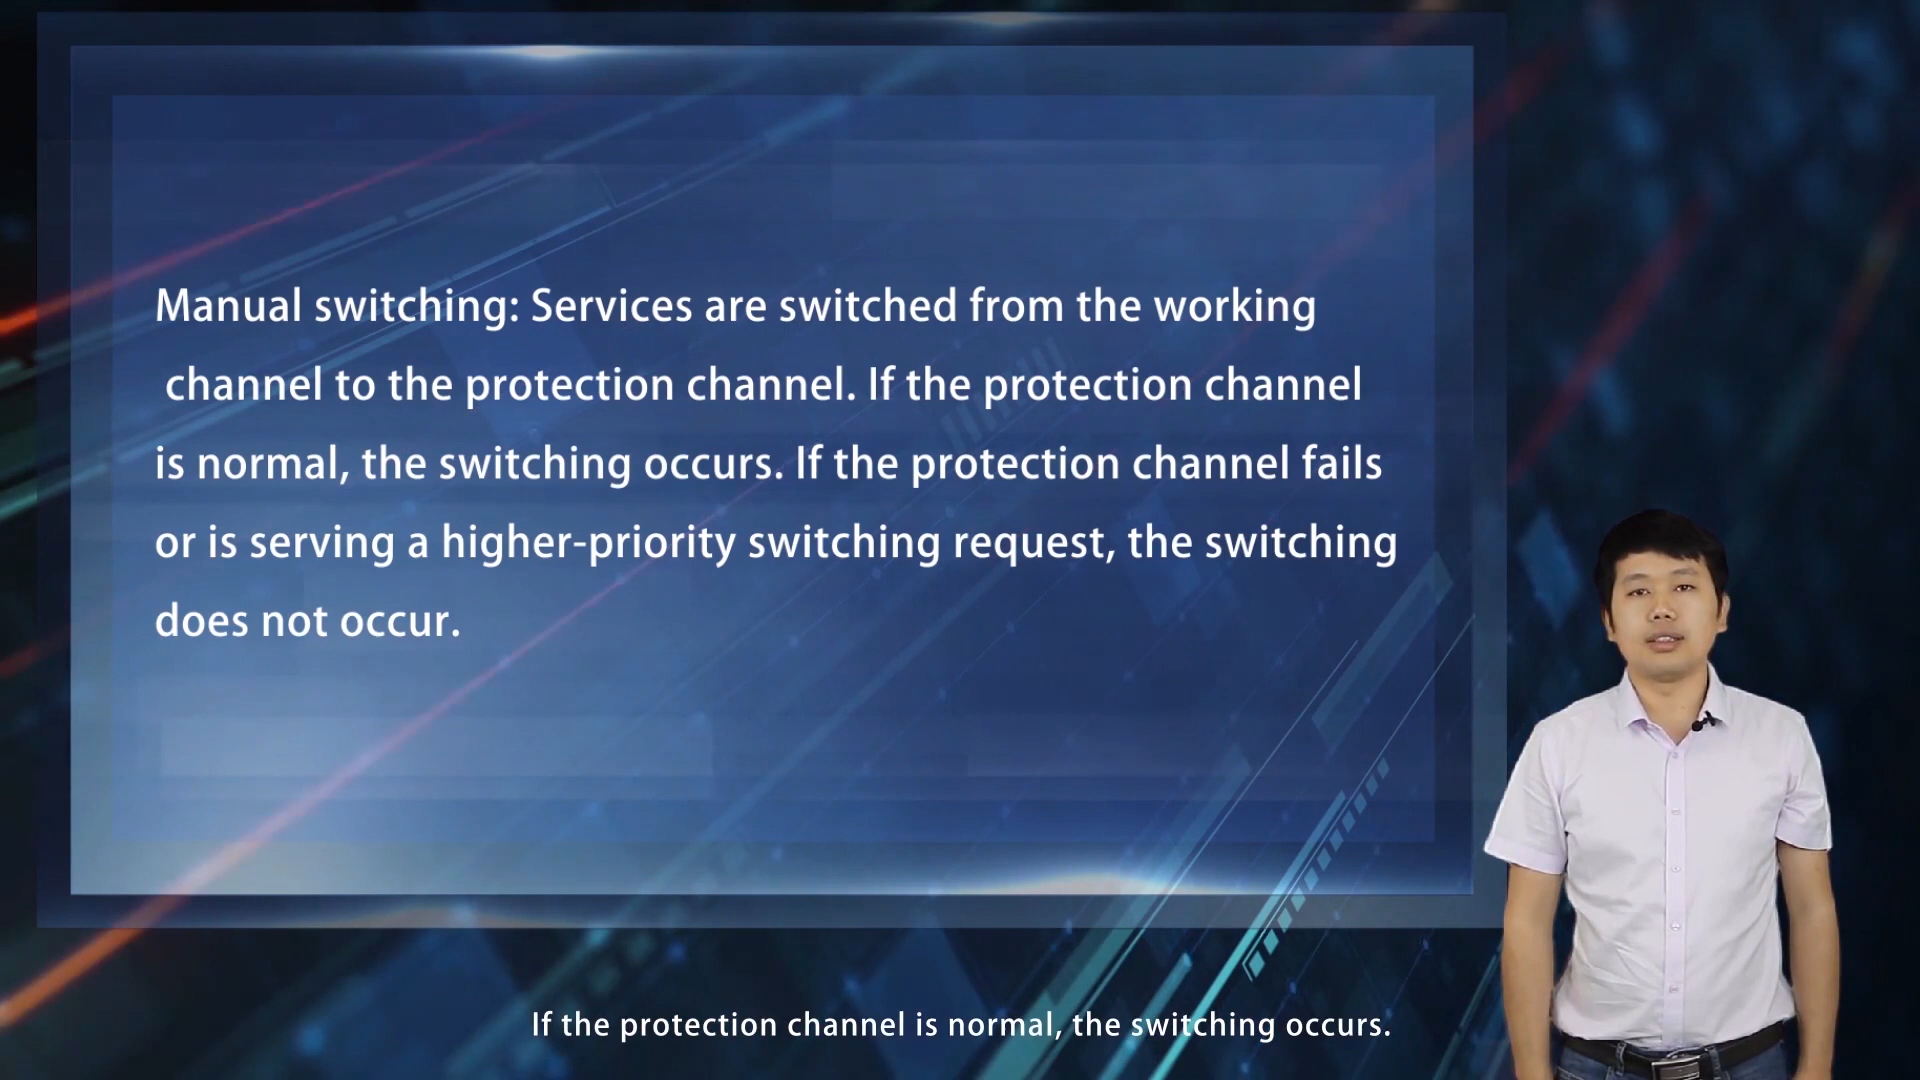 Manual switching: Services are switched from the working
channel to the protection channel. If the protection channel
is normal, the switching occurs. If the protection channel fails
or is serving a higher-priority switching request, the switching
does not occur.
If the protection channel is normal, the switching occurs.